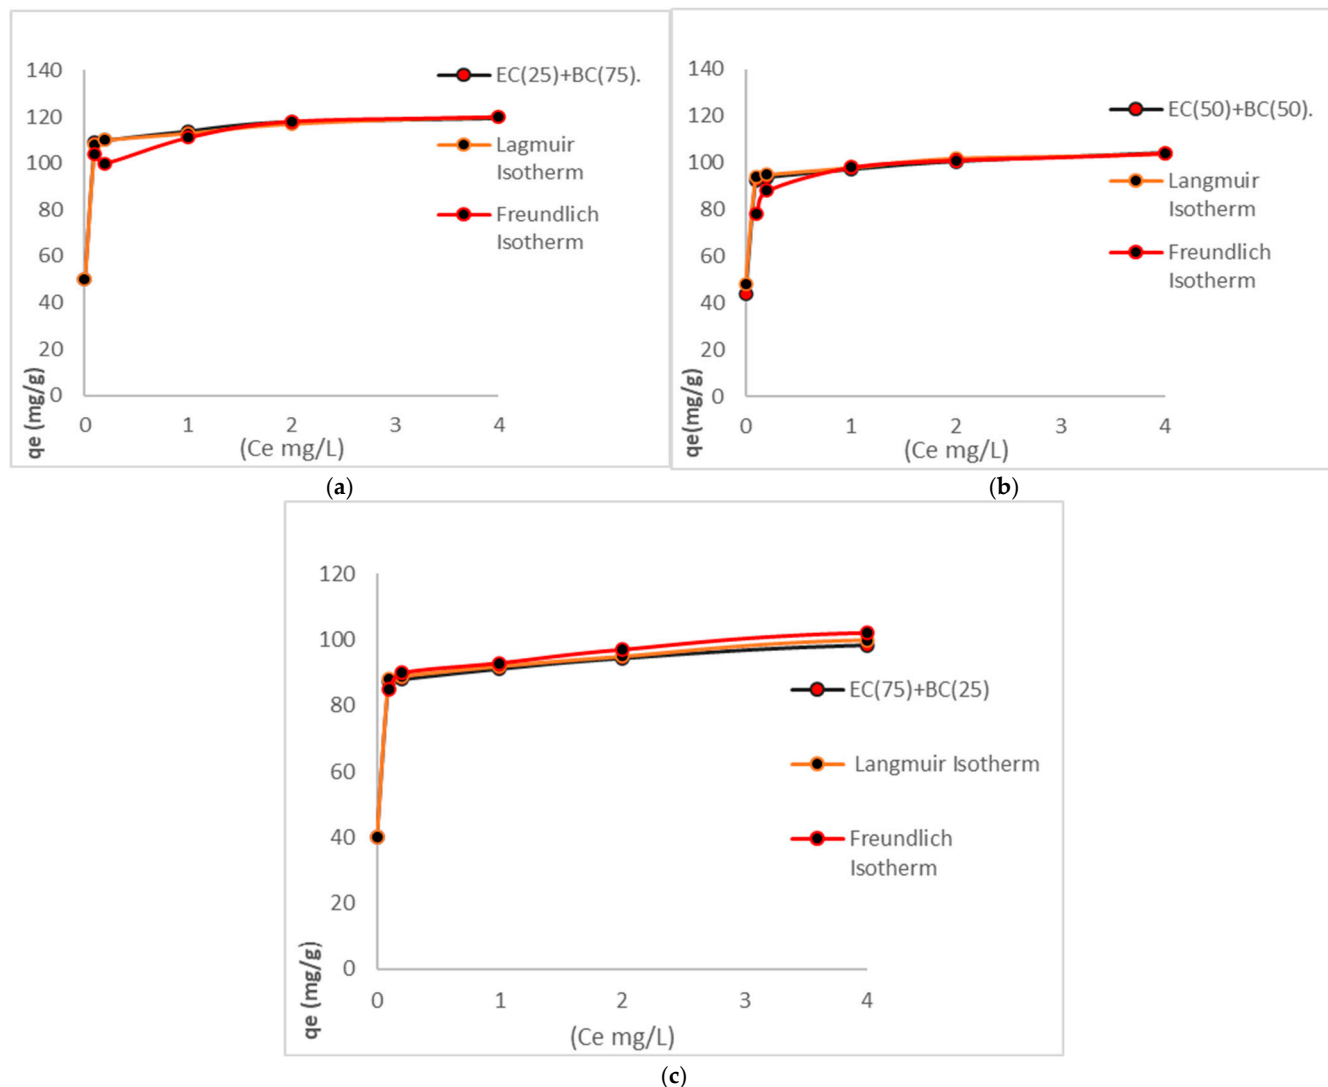 140
120
100
80
60
40
20
0
qe (mg/g)
0 1 2 3 4
(Ce mg/L)
EC(25)+BC(75).
Lagmuir
Isotherm
Freundlich
Isotherm
(a)
140
120
100
80
60
40
20
0
qe(mg/g)
0 1 2 3 4
(Ce mg/L)
EC(50)+BC(50).
Langmuir
Isotherm
Freundlich
Isotherm
(b)
120
100
80
60
40
20
0
qe (mg/g)
0 1 2 3 4
(Ce mg/L)
EC(75)+BC(25)
Langmuir Isotherm
Freundlich
Isotherm
(c)